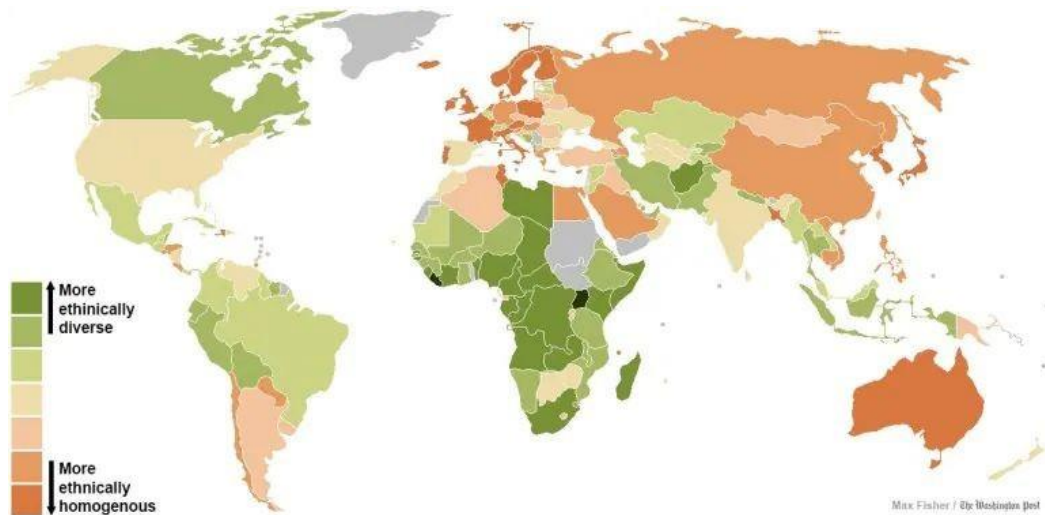 More
ethinically
diverse
More
ethnically
homogenous
Max Fisher / The Washington Post